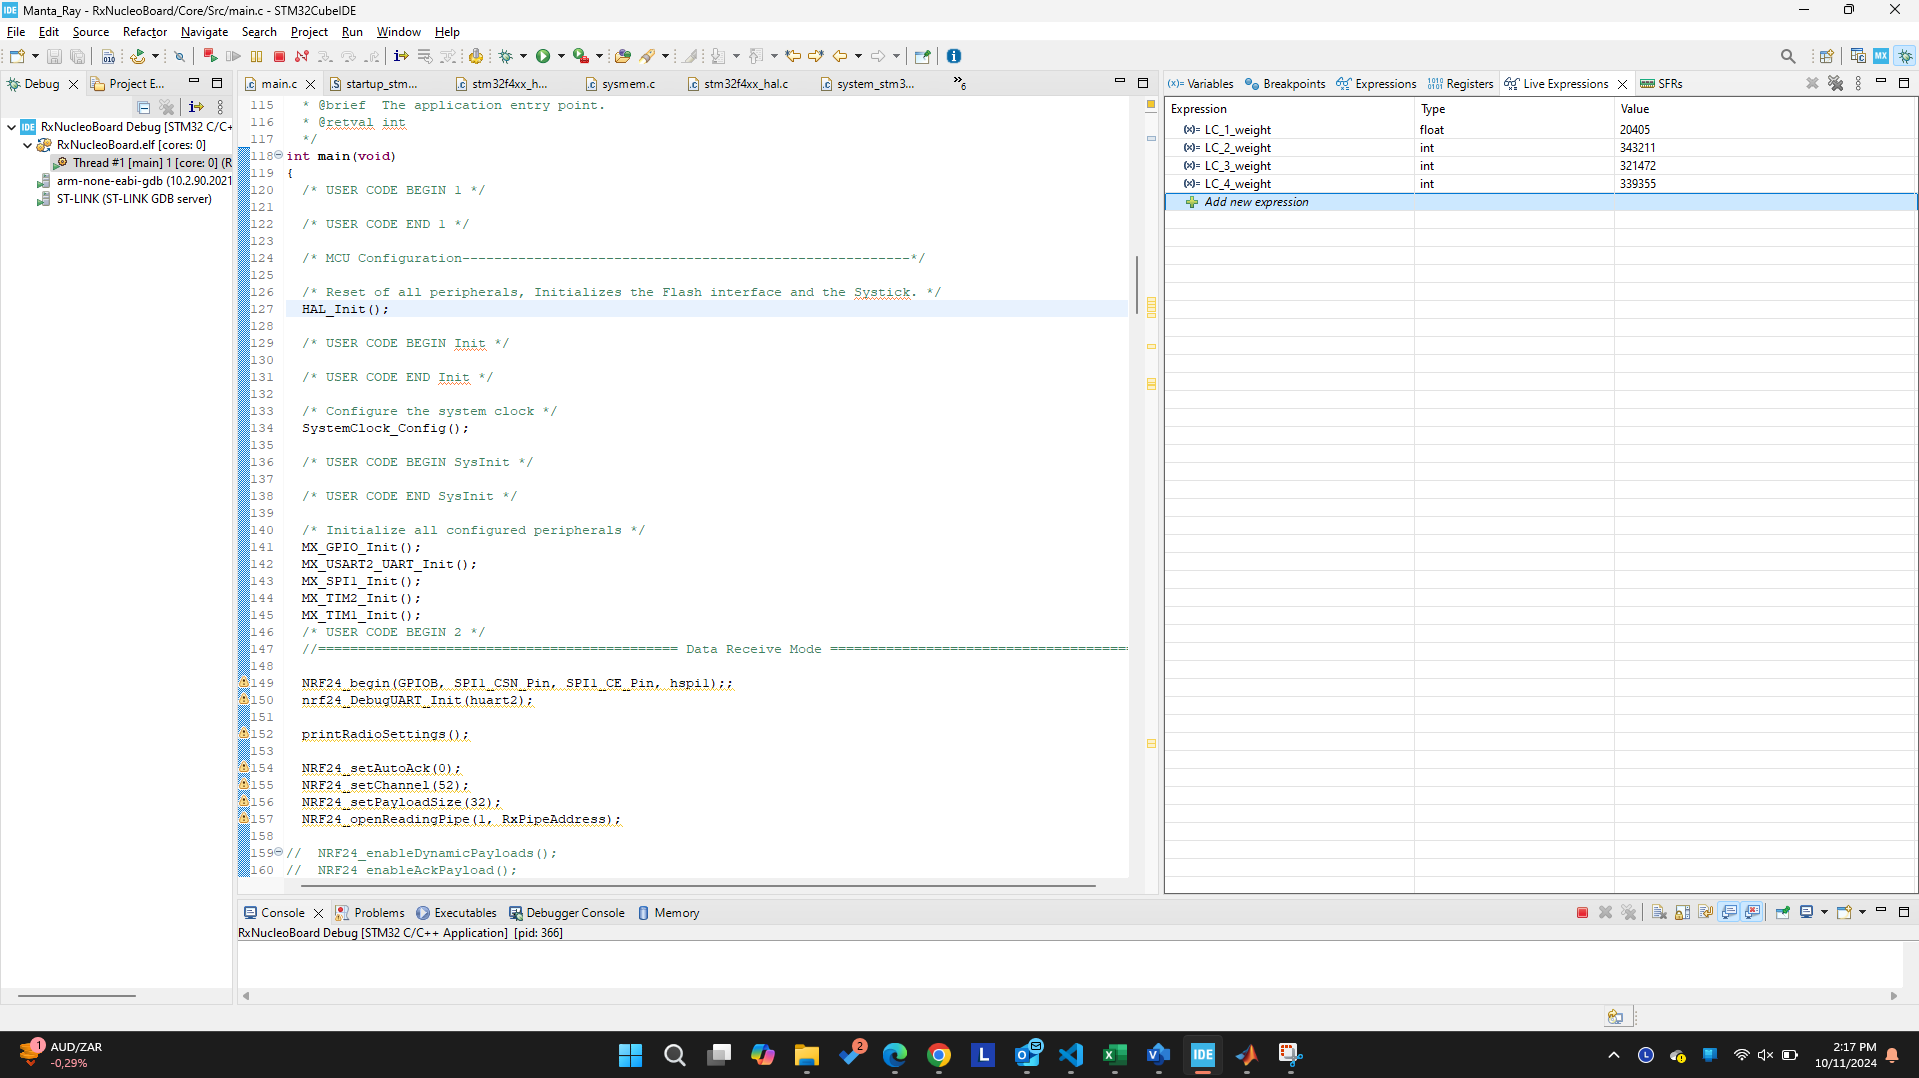 Manta_Ray - RxNucleoBoard/Core/Src/main.c - STM32CubeIDE
File Edit Source Refactor Navigate Search Project Run Window Help
Debug Project E...
main.c startup_stm... stm32f4xx_h... sysmem.c stm32f4xx_hal.c system_stm3... »6
(x)= Variables Breakpoints Expressions Registers Live Expressions SFRs
RxNucleoBoard Debug [STM32 C/C+
RxNucleoBoard.elf [cores: 0]
Thread #1 [main] 1 [core: 0] (R
arm-none-eabi-gdb (10.2.90.2021
ST-LINK (ST-LINK GDB server)
115 * @brief The application entry point.
116 * @retval int
117 */
118 int main(void)
119 {
120 /* USER CODE BEGIN 1 */
121
122 /* USER CODE END 1 */
123
124 /* MCU Configuration--------------------------------------------------------*/
125
126 /* Reset of all peripherals, Initializes the Flash interface and the Systick. */
127 HAL_Init();
128
129 /* USER CODE BEGIN Init */
130
131 /* USER CODE END Init */
132
133 /* Configure the system clock */
134 SystemClock_Config();
135
136 /* USER CODE BEGIN SysInit */
137
138 /* USER CODE END SysInit */
139
140 /* Initialize all configured peripherals */
141 MX_GPIO_Init();
142 MX_USART2_UART_Init();
143 MX_SPI1_Init();
144 MX_TIM2_Init();
145 MX_TIM1_Init();
146 /* USER CODE BEGIN 2 */
147 //============================================= Data Receive Mode =====================================
148
149 NRF24_begin(GPIOB, SPI1_CSN_Pin, SPI1_CE_Pin, hspi1);;
150 nrf24_DebugUART_Init(huart2);
151
152 printRadioSettings();
153
154 NRF24_setAutoAck(0);
155 NRF24_setChannel(52);
156 NRF24_setPayloadSize(32);
157 NRF24_openReadingPipe(1, RxPipeAddress);
158
159 // NRF24_enableDynamicPayloads();
160 // NRF24_enableAckPayload();
Expression Type Value
(x)= LC_1_weight float 20405
(x)= LC_2_weight int 343211
(x)= LC_3_weight int 321472
(x)= LC_4_weight int 339355
Add new expression
Console Problems Executables Debugger Console Memory
RxNucleoBoard Debug [STM32 C/C++ Application] [pid: 366]
1 AUD/ZAR
-0,29%
2
L
IDE
2:17 PM
10/11/2024